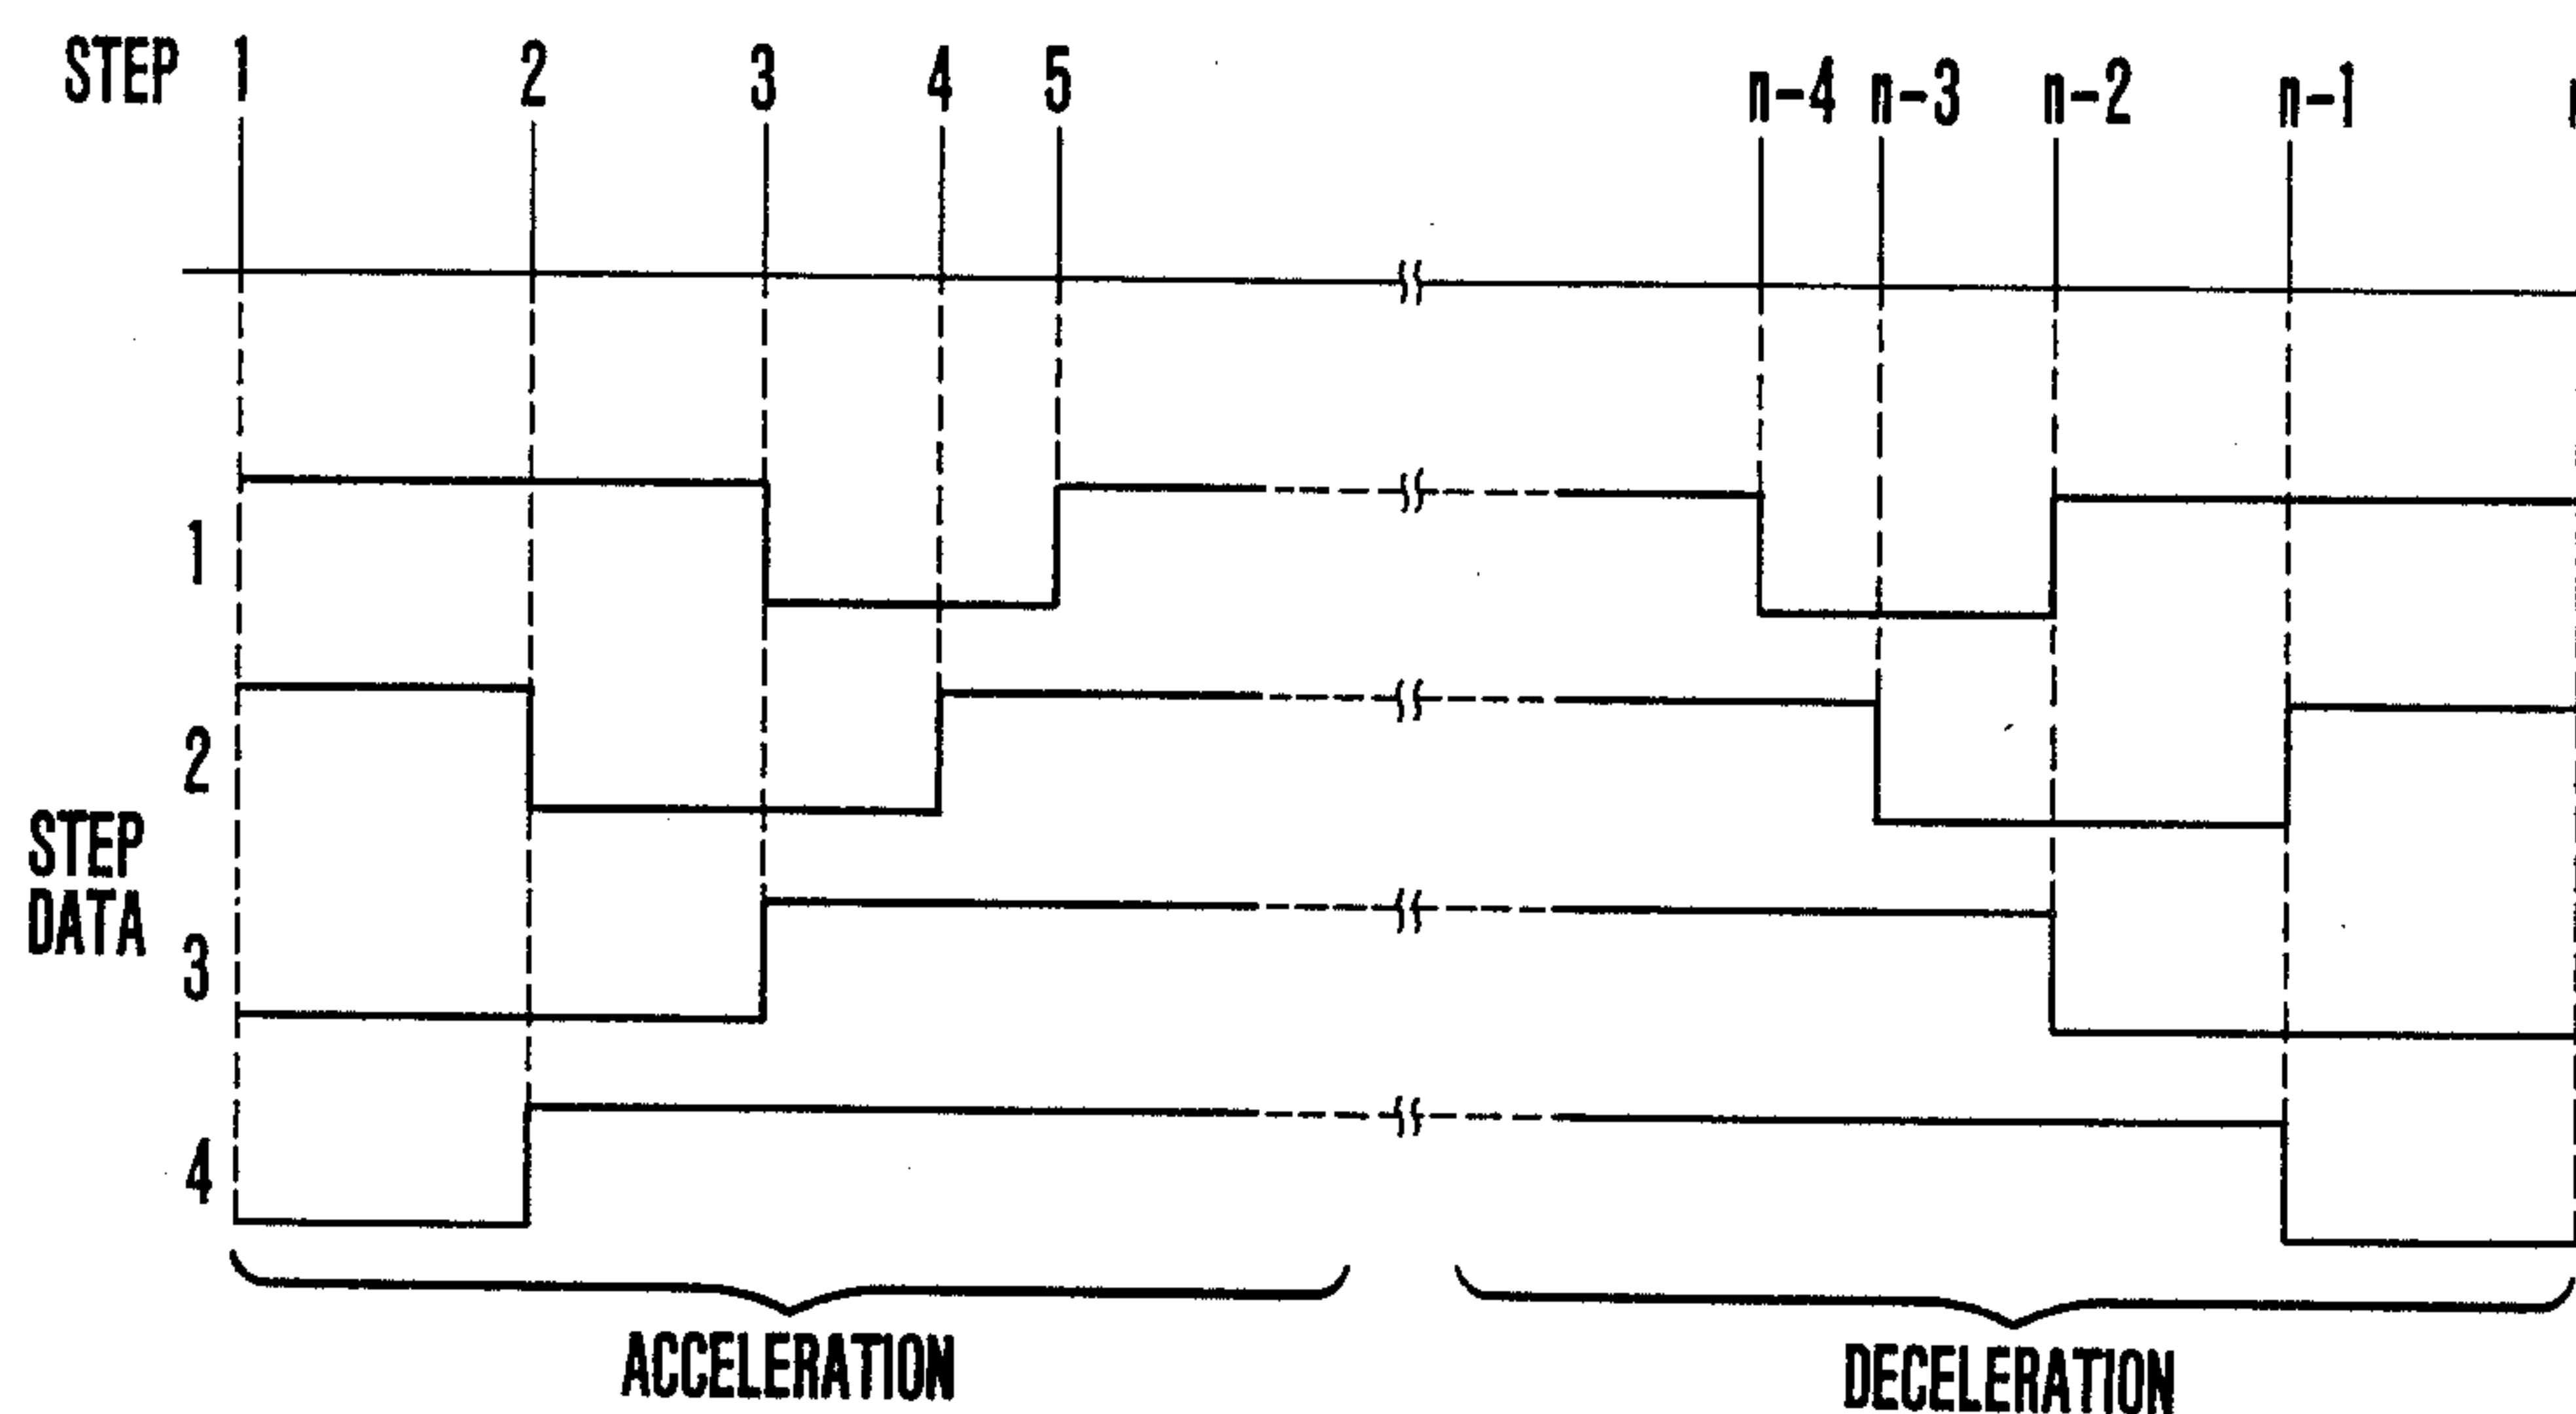 STEP 1 2 3 4 5 n-4 n-3 n-2 n-1
1
2
STEP
DATA
3
4
ACCELERATION
DECELERATION